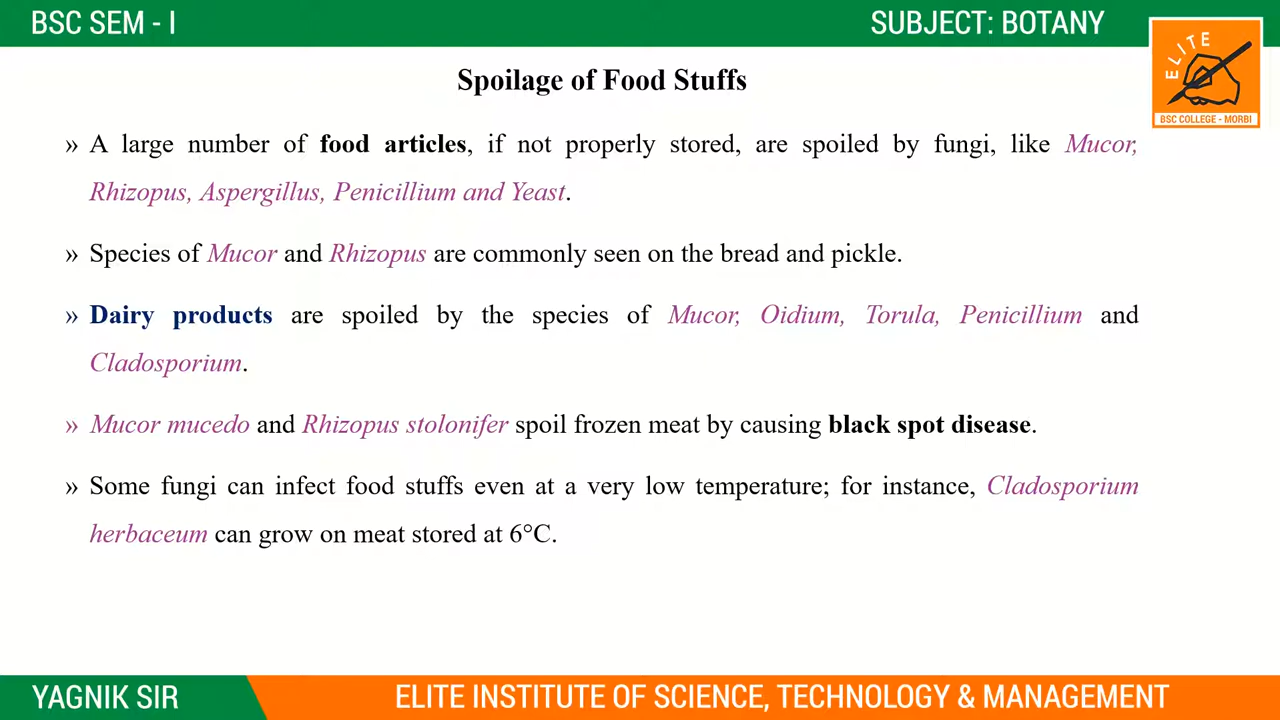 BSC SEM - I
SUBJECT: BOTANY
ELITE
BSC COLLEGE - MORBI
Spoilage of Food Stuffs
» A large number of food articles, if not properly stored, are spoiled by fungi, like Mucor,
Rhizopus, Aspergillus, Penicillium and Yeast.
» Species of Mucor and Rhizopus are commonly seen on the bread and pickle.
» Dairy products are spoiled by the species of Mucor, Oidium, Torula, Penicillium and
Cladosporium.
» Mucor mucedo and Rhizopus stolonifer spoil frozen meat by causing black spot disease.
» Some fungi can infect food stuffs even at a very low temperature; for instance, Cladosporium
herbaceum can grow on meat stored at 6°C.
YAGNIK SIR
ELITE INSTITUTE OF SCIENCE, TECHNOLOGY & MANAGEMENT